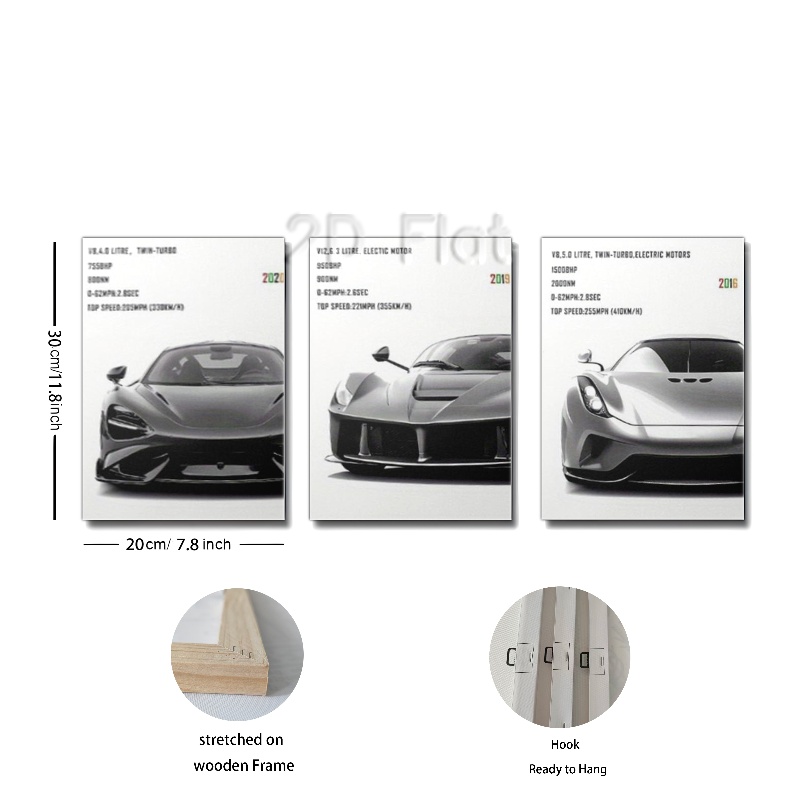 2D Flat
V8,4.0 LITRE, TWIN-TURBO
755BHP
800NM
0-62MPH:2.8SEC
TOP SPEED:205MPH (330KM/H)
2020
V12,6.3 LITRE. ELECTIC MOTOR
950BHP
900NM
0-62MPH:2.6SEC
TOP SPEED:221MPH (355KM/H)
2019
V8,5.0 LITRE, TWIN-TURBO,ELECTRIC MOTORS
1500BHP
2000NM
0-62MPH:2.8SEC
TOP SPEED:255MPH (410KM/H)
2016
30cm/11.8inch
20cm/ 7.8 inch
stretched on
wooden Frame
Hook
Ready to Hang